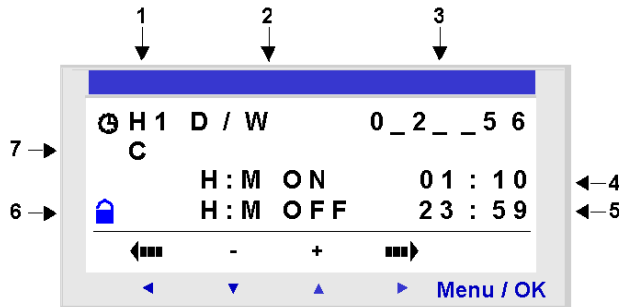 1 2 3
H1 D / W 0_2__56
7 C
H:M ON 01:10 4
6 H:M OFF 23:59 5
- +
Menu / OK